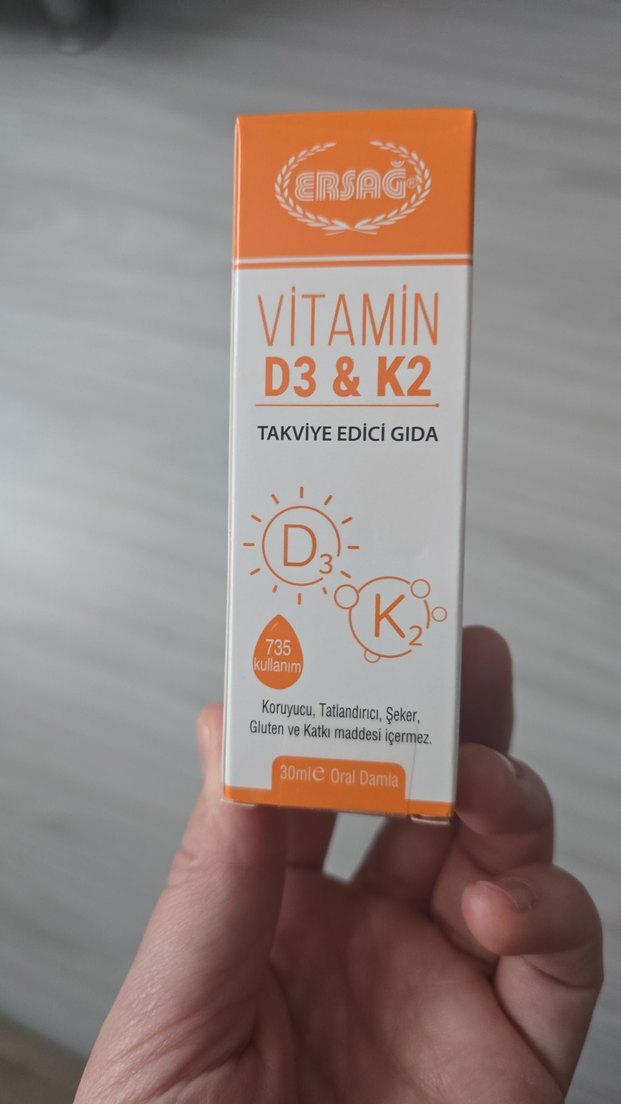 ERSAĞ®
VİTAMİN
D3 & K2
TAKVİYE EDİCİ GIDA
D3
K2
735
kullanım
Koruyucu, Tatlandırıcı, Şeker,
Gluten ve Katkı maddesi içermez.
30ml℮ Oral Damla